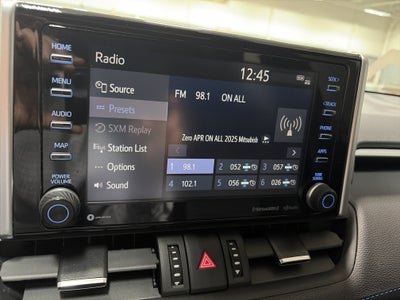 HOME
MENU
AUDIO
MAP
POWER
VOLUME
Radio
12:45
Source
Presets
SXM Replay
Station List
Options
Sound
FM 98.1 ON ALL
Zero APR ON ALL 2025 Mitsubish
1 98.1 2 052 3 057
4 102.1 5 056 6 026
SEEK
TRACK
PHONE
APPS
TUNE
SCROLL
SiriusXM